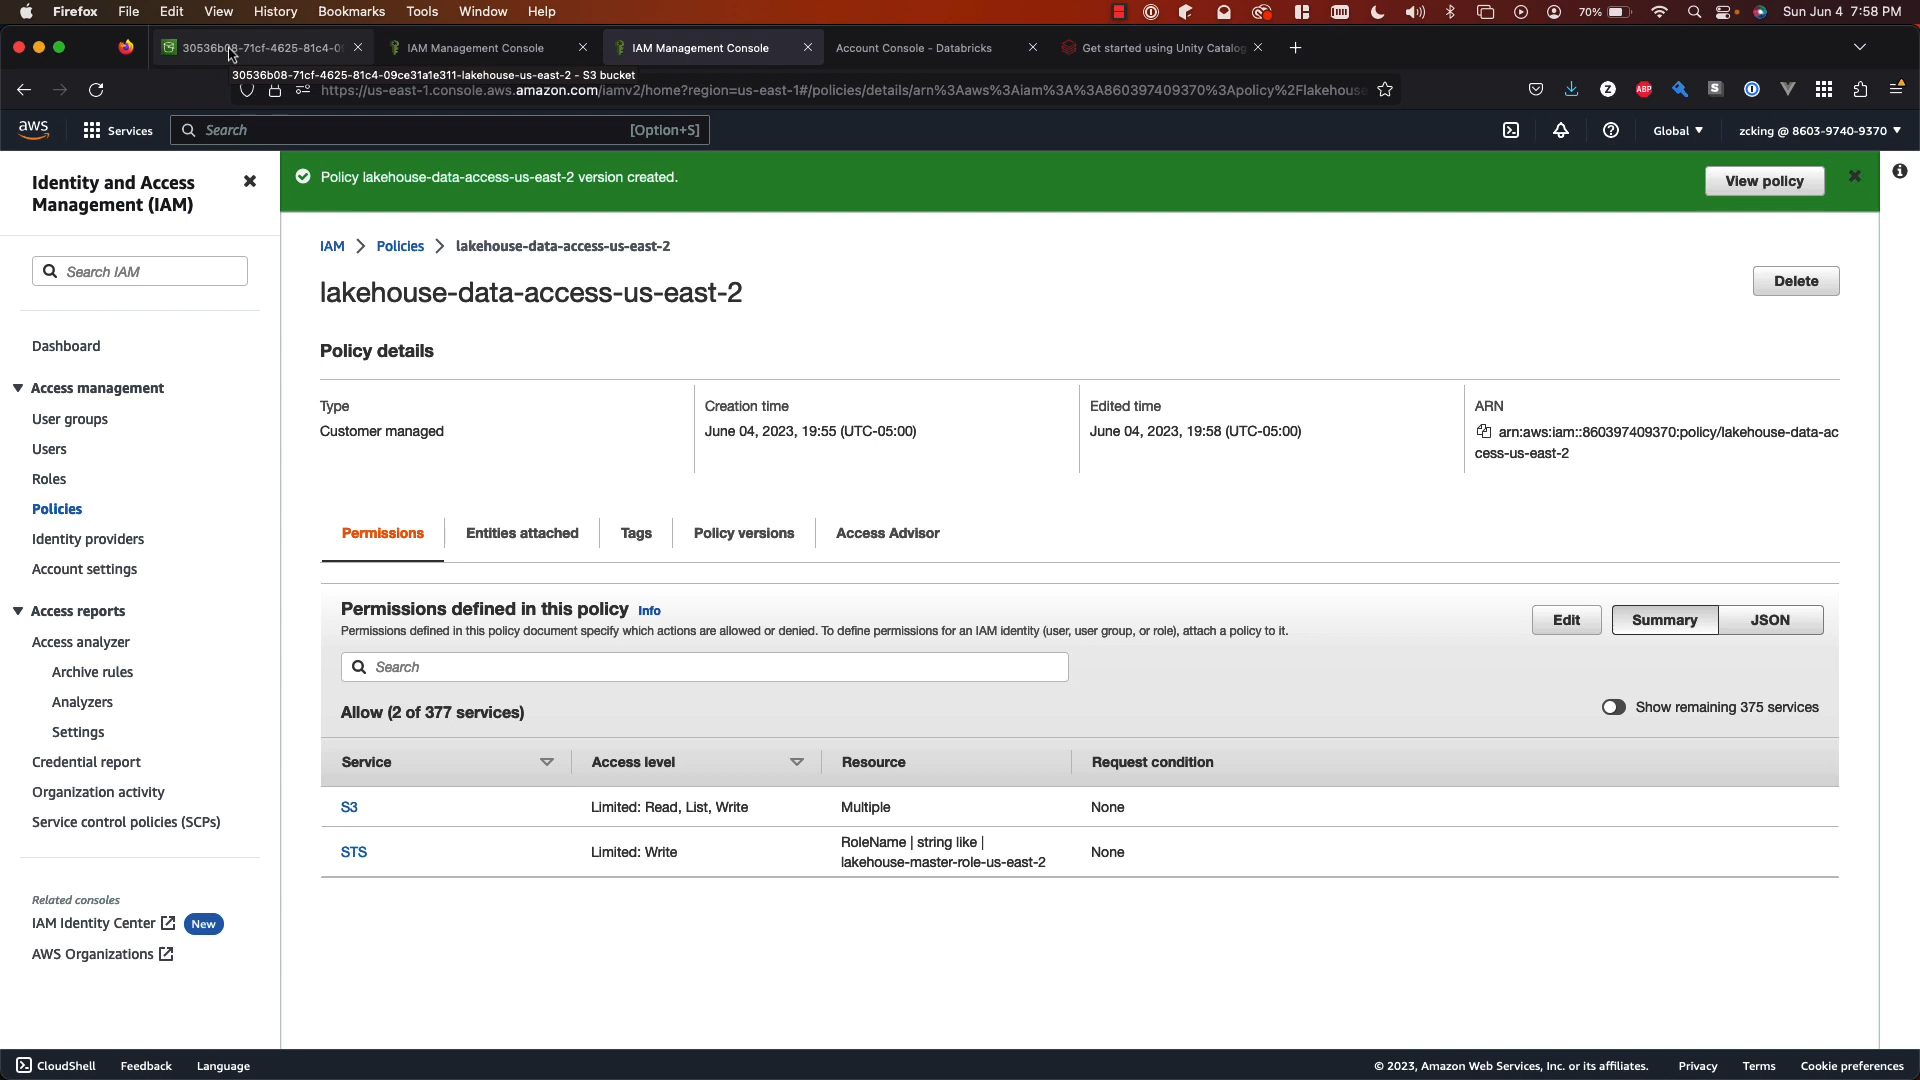 Firefox File Edit View History Bookmarks Tools Window Help
70% Sun Jun 4 7:58 PM
30536b08-71cf-4625-81c4-0
IAM Management Console
IAM Management Console
Account Console - Databricks
Get started using Unity Catalog
30536b08-71cf-4625-81c4-09ce31a1e311-lakehouse-us-east-2 - S3 bucket
https://us-east-1.console.aws.amazon.com/iamv2/home?region=us-east-1#/policies/details/arn%3Aaws%3Aiam%3A%3A860397409370%3Apolicy%2Flakehouse
ABP
aws Services Search [Option+S] Global zcking @ 8603-9740-9370
Identity and Access
Management (IAM)
Search IAM
Dashboard
Access management
User groups
Users
Roles
Policies
Identity providers
Account settings
Access reports
Access analyzer
Archive rules
Analyzers
Settings
Credential report
Organization activity
Service control policies (SCPs)
Related consoles
IAM Identity Center New
AWS Organizations
Policy lakehouse-data-access-us-east-2 version created.
View policy
IAM > Policies > lakehouse-data-access-us-east-2
lakehouse-data-access-us-east-2
Delete
Policy details
Type
Customer managed
Creation time
June 04, 2023, 19:55 (UTC-05:00)
Edited time
June 04, 2023, 19:58 (UTC-05:00)
ARN
arn:aws:iam::860397409370:policy/lakehouse-data-ac
cess-us-east-2
Permissions Entities attached Tags Policy versions Access Advisor
Permissions defined in this policy Info
Permissions defined in this policy document specify which actions are allowed or denied. To define permissions for an IAM identity (user, user group, or role), attach a policy to it.
Edit Summary JSON
Search
Allow (2 of 377 services)
Show remaining 375 services
Service Access level Resource Request condition
S3 Limited: Read, List, Write Multiple None
STS Limited: Write RoleName | string like |
lakehouse-master-role-us-east-2 None
CloudShell Feedback Language
© 2023, Amazon Web Services, Inc. or its affiliates. Privacy Terms Cookie preferences